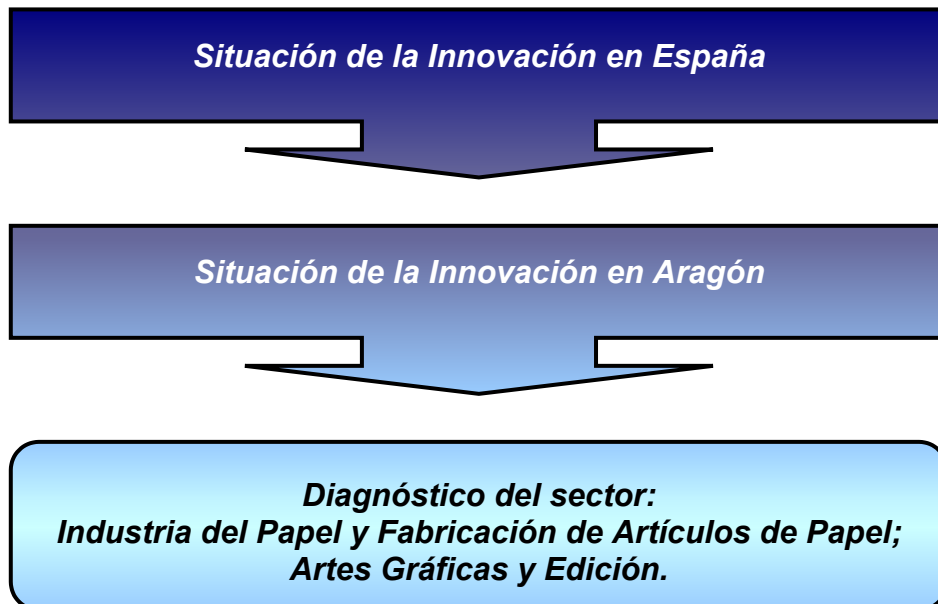 Situación de la Innovación en España
Situación de la Innovación en Aragón
Diagnóstico del sector:
Industria del Papel y Fabricación de Artículos de Papel;
Artes Gráficas y Edición.